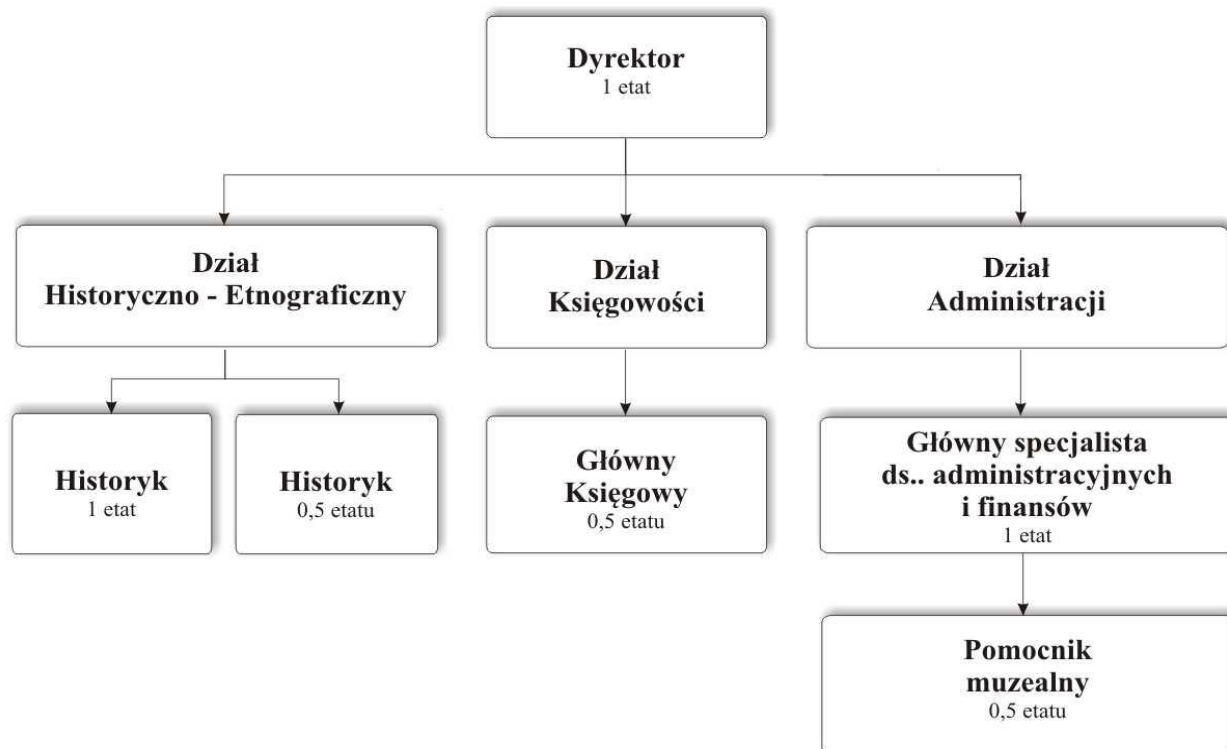 Dyrektor
1 etat
Dział
Historyczno - Etnograficzny
Dział
Księgowości
Dział
Administracji
Historyk
1 etat
Historyk
0,5 etatu
Główny
Księgowy
0,5 etatu
Główny specjalista
ds.. administracyjnych
i finansów
1 etat
Pomocnik
muzealny
0,5 etatu